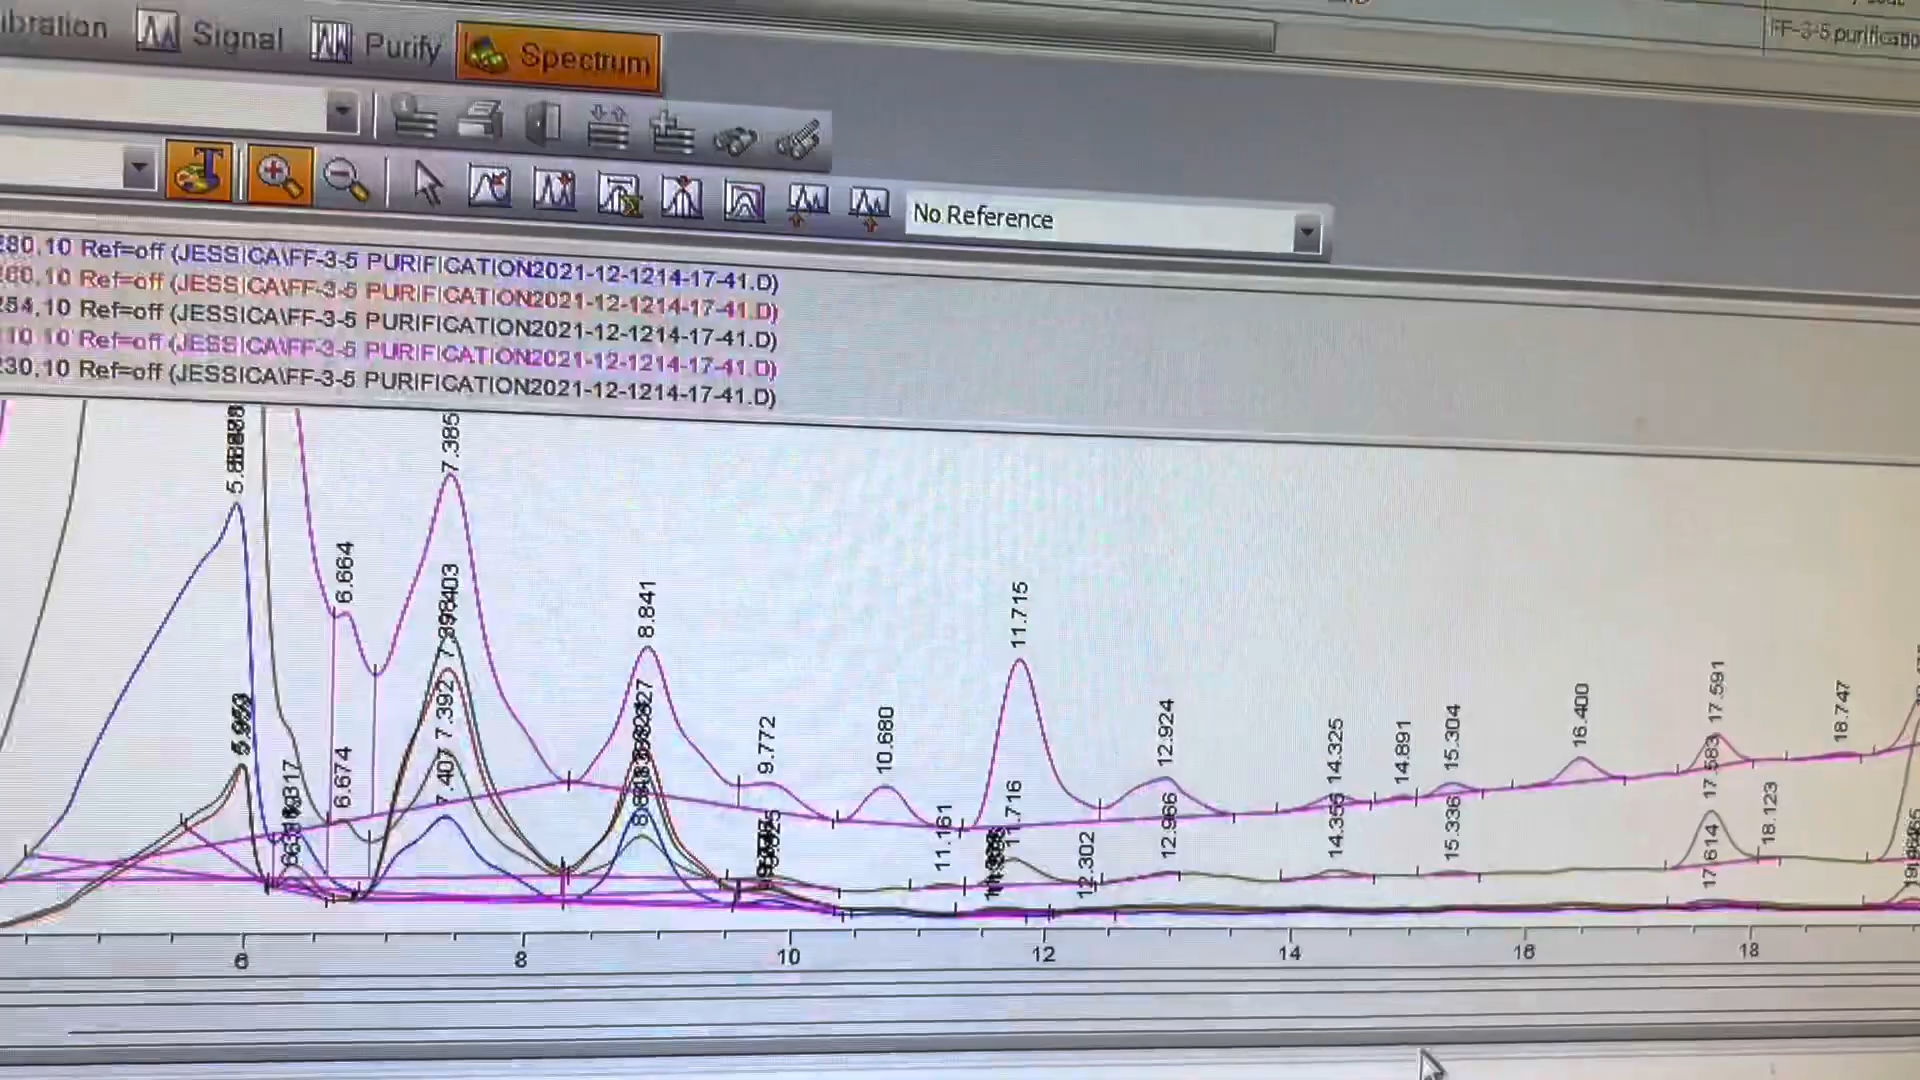 ibration Signal Purify Spectrum
FF-3-5 purificatio
No Reference
80,10 Ref=off (JESSICA\FF-3-5 PURIFICATION2021-12-1214-17-41.D)
60,10 Ref=off (JESSICA\FF-3-5 PURIFICATION2021-12-1214-17-41.D)
254,10 Ref=off (JESSICA\FF-3-5 PURIFICATION2021-12-1214-17-41.D)
10,10 Ref=off (JESSICA\FF-3-5 PURIFICATION2021-12-1214-17-41.D)
230,10 Ref=off (JESSICA\FF-3-5 PURIFICATION2021-12-1214-17-41.D)
7.385
6.664
7.403
7.392
7.407
6.674
8.841
9.772
10.680
11.161
11.715
11.716
12.302
12.924
12.966
14.325
14.355
14.891
15.304
15.336
16.400
17.591
17.583
17.614
18.123
18.747
6 8 10 12 14 16 18